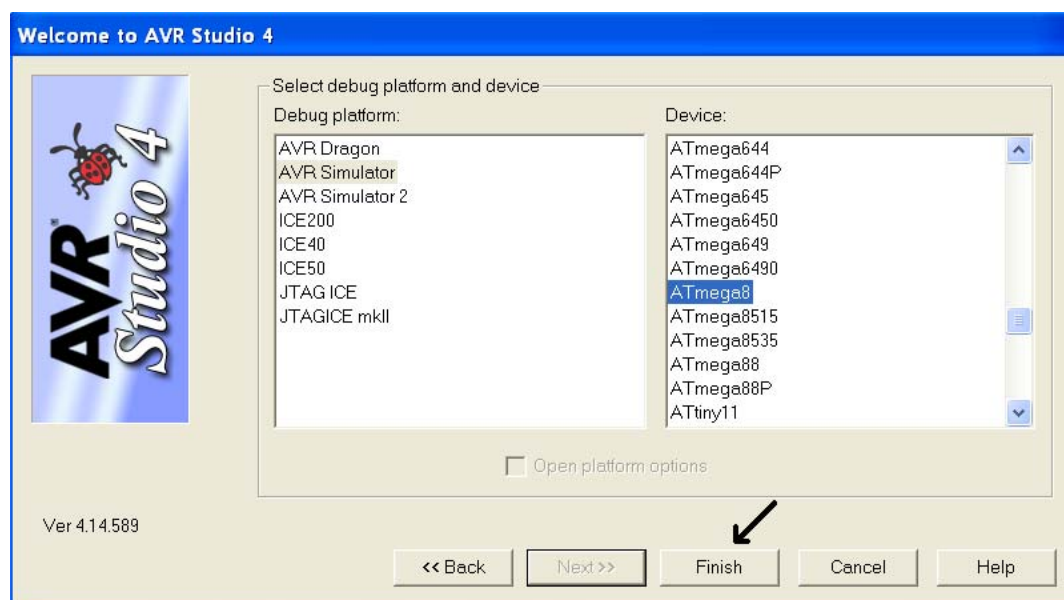 Welcome to AVR Studio 4
AVR Studio 4
Select debug platform and device
Debug platform:
AVR Dragon
AVR Simulator
AVR Simulator 2
ICE200
ICE40
ICE50
JTAG ICE
JTAGICE mkII
Device:
ATmega644
ATmega644P
ATmega645
ATmega6450
ATmega649
ATmega6490
ATmega8
ATmega8515
ATmega8535
ATmega88
ATmega88P
ATtiny11
Open platform options
Ver 4.14.589
<< Back
Next >>
Finish
Cancel
Help